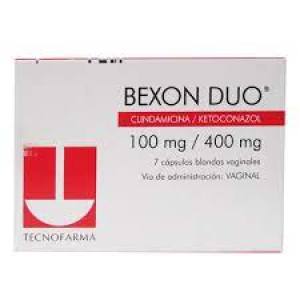 BEXON DUO®
CLINDAMICINA / KETOCONAZOL
100 mg / 400 mg
7 cápsulas blandas vaginales
Vía de administración: VAGINAL
TECNOFARMA